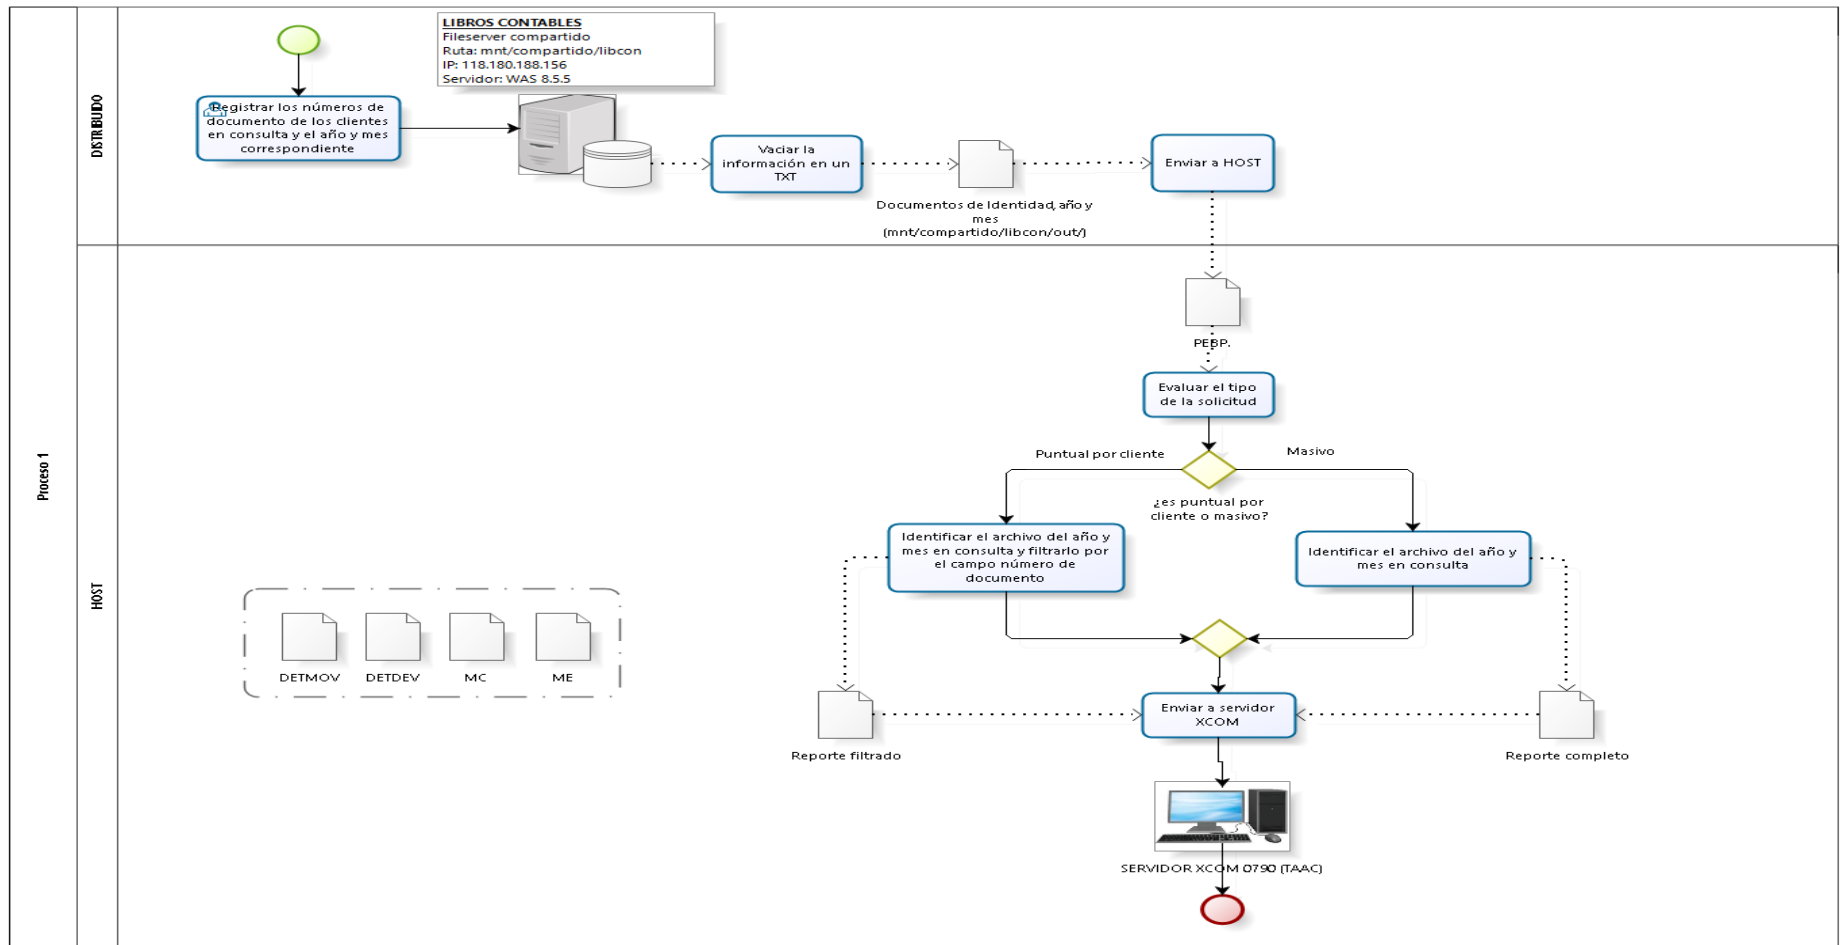 Proceso 1
DISTRIBUIDO
LIBROS CONTABLES
Fileserver compartido
Ruta: mnt/compartido/libcon
IP: 118.180.188.156
Servidor: WAS 8.5.5
Registrar los números de
documento de los clientes
en consulta y el año y mes
correspondiente
Vaciar la
información en un
TXT
Documentos de Identidad, año y
mes
(mnt/compartido/libcon/out/)
Enviar a HOST
HOST
PEBP.
Evaluar el tipo
de la solicitud
Puntual por cliente
Masivo
¿es puntual por
cliente o masivo?
Identificar el archivo del año y
mes en consulta y filtrarlo por
el campo número de
documento
Identificar el archivo del año y
mes en consulta
DETMOV
DETDEV
MC
ME
Reporte filtrado
Enviar a servidor
XCOM
Reporte completo
SERVIDOR XCOM 0790 (TAAC)